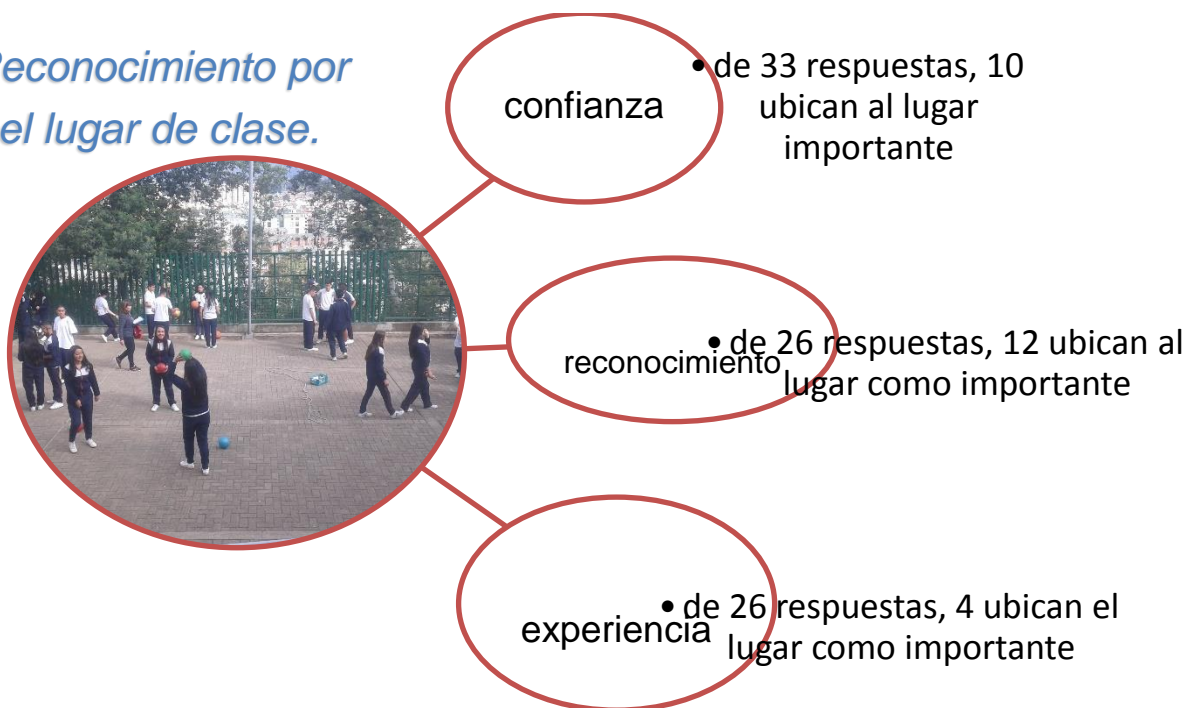 Reconocimiento por
el lugar de clase.
confianza
• de 33 respuestas, 10
ubican al lugar
importante
reconocimiento
• de 26 respuestas, 12 ubican al
lugar como importante
experiencia
• de 26 respuestas, 4 ubican el
lugar como importante